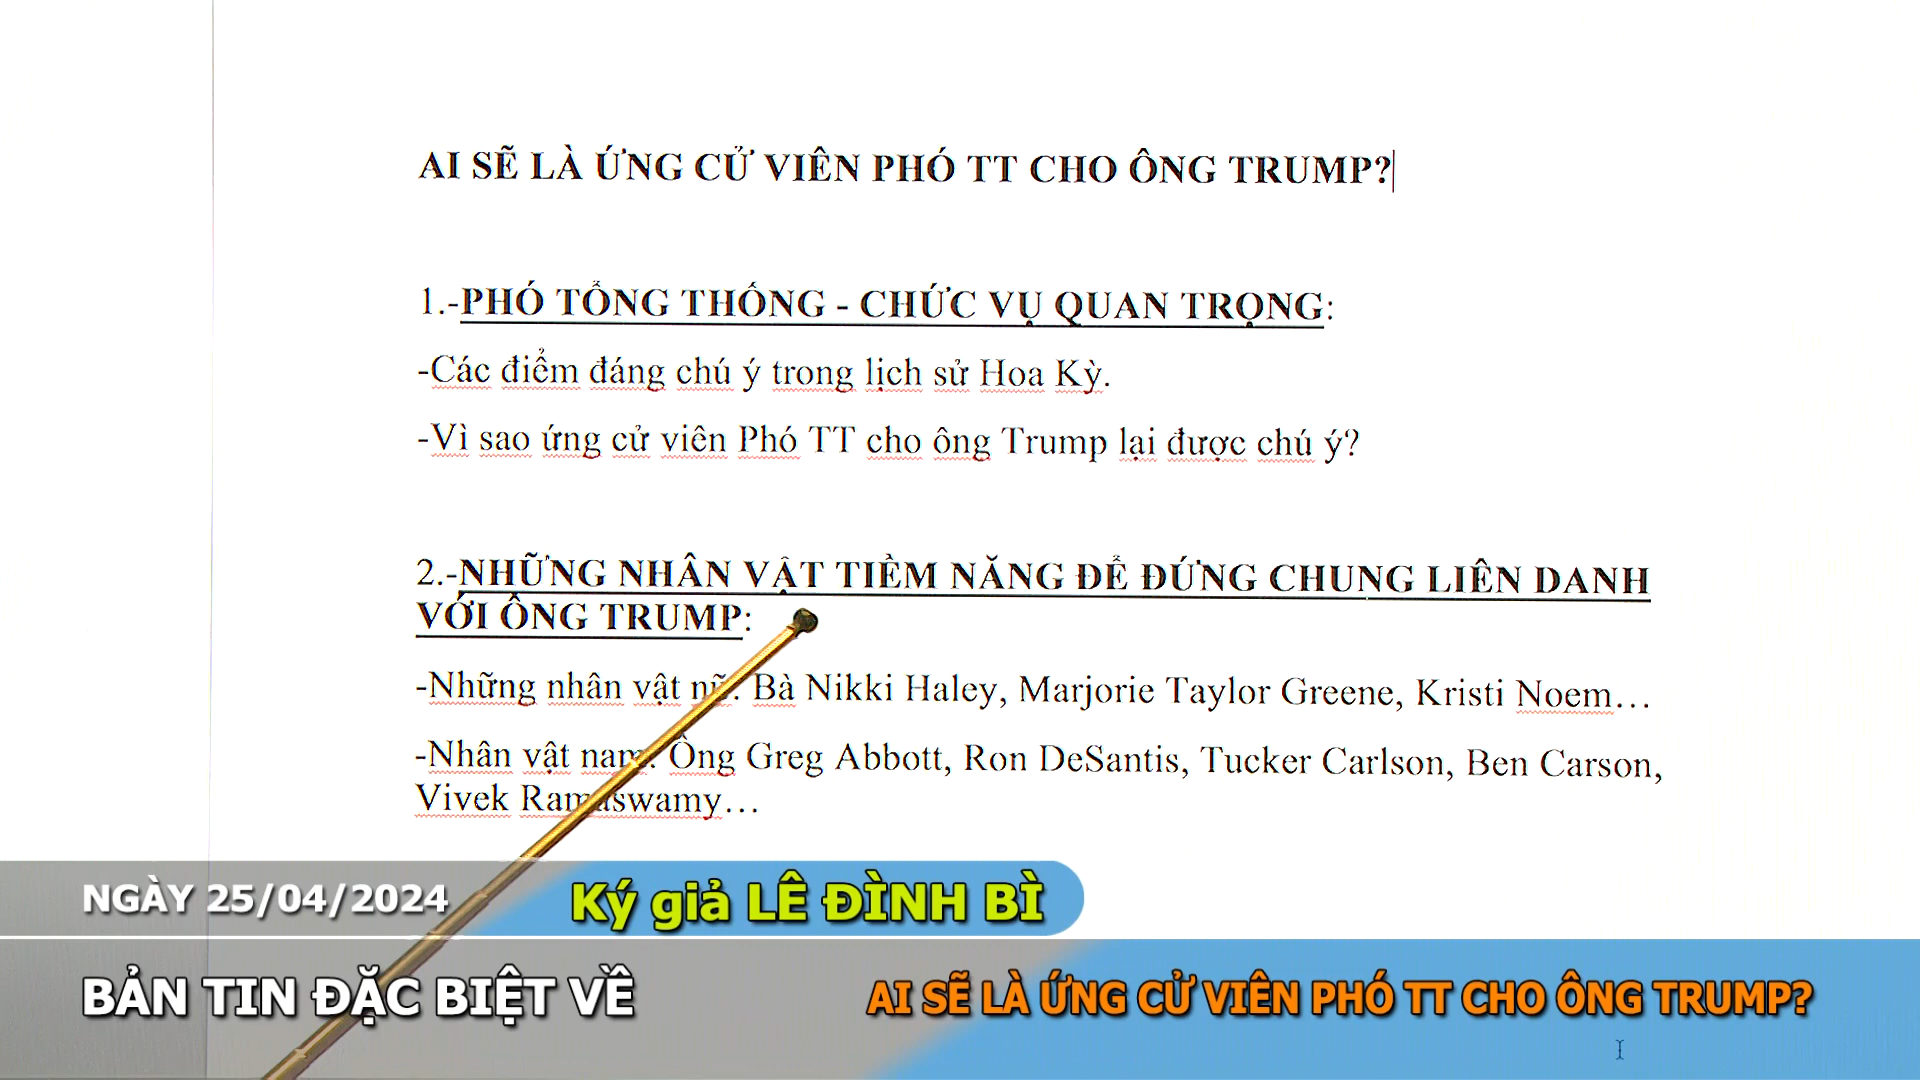 AI SẼ LÀ ỨNG CỬ VIÊN PHÓ TT CHO ÔNG TRUMP?
1.-PHÓ TỔNG THỐNG - CHỨC VỤ QUAN TRỌNG:
-Các điểm đáng chú ý trong lịch sử Hoa Kỳ.
-Vì sao ứng cử viên Phó TT cho ông Trump lại được chú ý?
2.-NHỮNG NHÂN VẬT TIỀM NĂNG ĐỂ ĐỨNG CHUNG LIÊN DANH
VỚI ÔNG TRUMP:
-Những nhân vật nữ: Bà Nikki Haley, Marjorie Taylor Greene, Kristi Noem…
-Nhân vật nam: Ông Greg Abbott, Ron DeSantis, Tucker Carlson, Ben Carson,
Vivek Ramaswamy…
NGÀY 25/04/2024
Ký giả LÊ ĐÌNH BÌ
BẢN TIN ĐẶC BIỆT VỀ
AI SẼ LÀ ỨNG CỬ VIÊN PHÓ TT CHO ÔNG TRUMP?